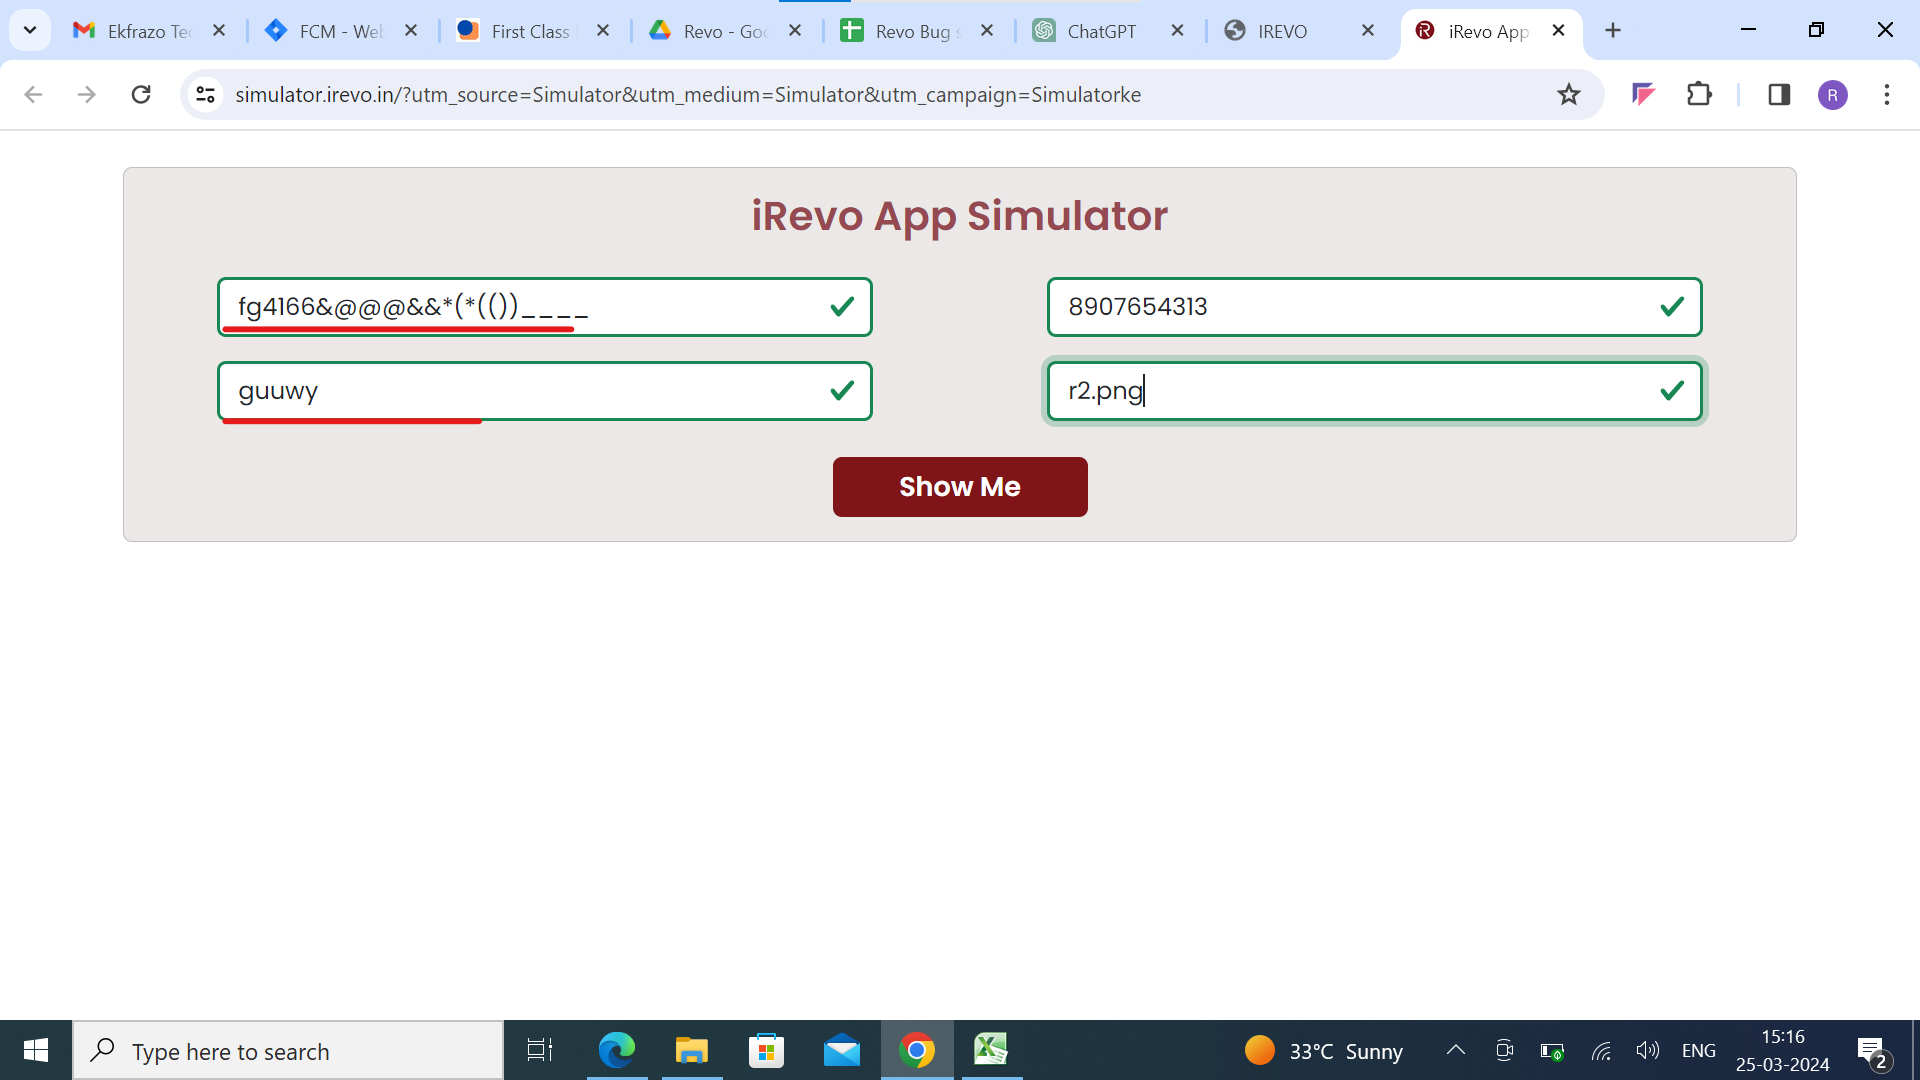 Ekfrazo Tec
FCM - Web
First Class
Revo - Goo
Revo Bug s
ChatGPT
IREVO
iRevo App
simulator.irevo.in/?utm_source=Simulator&utm_medium=Simulator&utm_campaign=Simulatorke
R
iRevo App Simulator
fg4166&@@@&&*(*(())____
8907654313
guuwy
r2.png
Show Me
Type here to search
33°C Sunny
ENG
15:16
25-03-2024
2